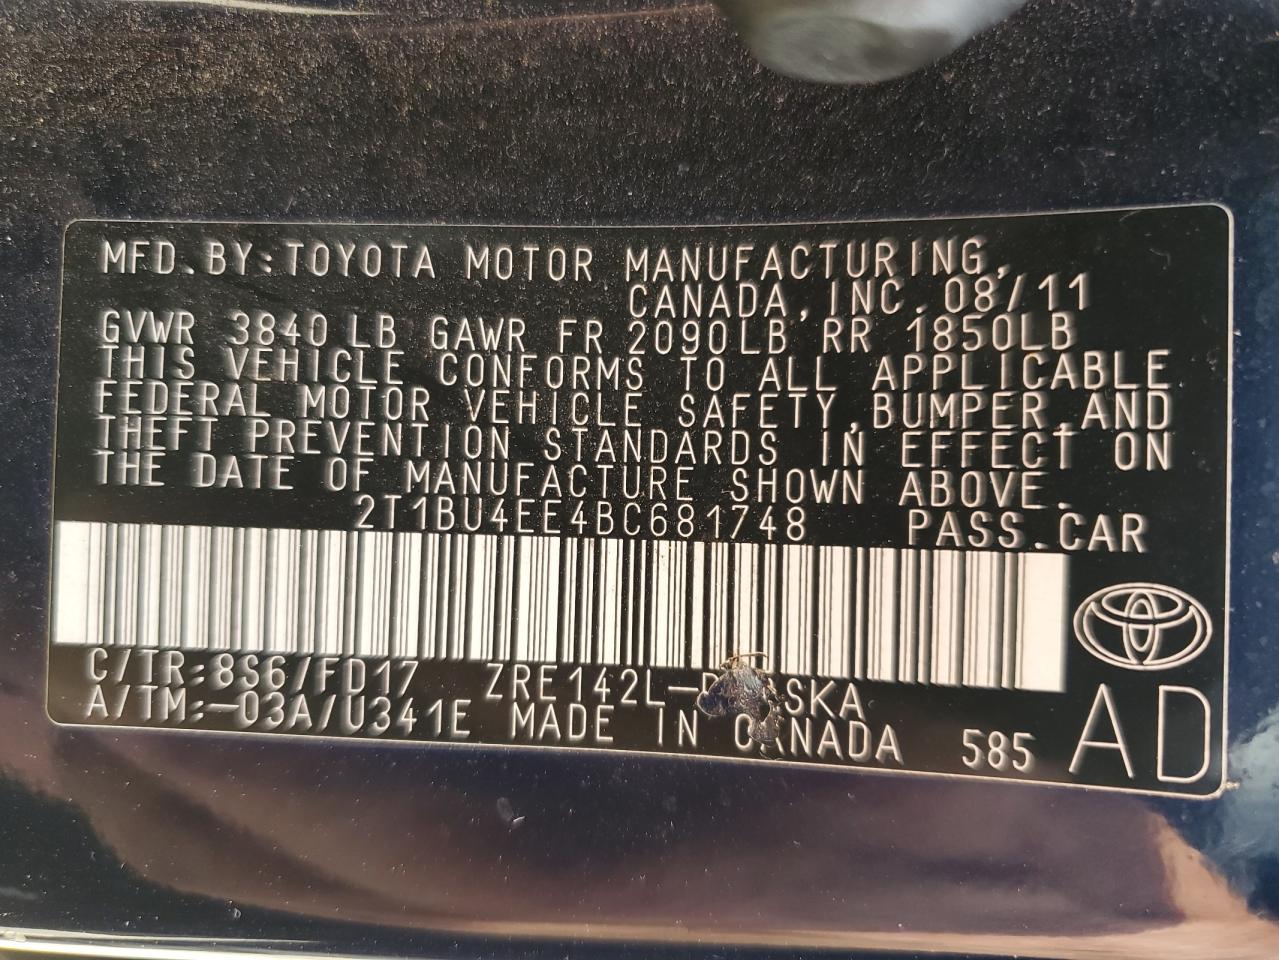 MFD. BY: TOYOTA MOTOR MANUFACTURING,
CANADA, INC. 08/11
GVWR 3840 LB GAWR FR 2090LB RR 1850LB
THIS VEHICLE CONFORMS TO ALL APPLICABLE
FEDERAL MOTOR VEHICLE SAFETY, BUMPER, AND
THEFT PREVENTION STANDARDS IN EFFECT ON
THE DATE OF MANUFACTURE SHOWN ABOVE.
2T1BU4EE4BC681748 PASS. CAR
C/TR: 8S6/FD17
A/TM: -03A/U341E MADE IN CANADA 585 AD